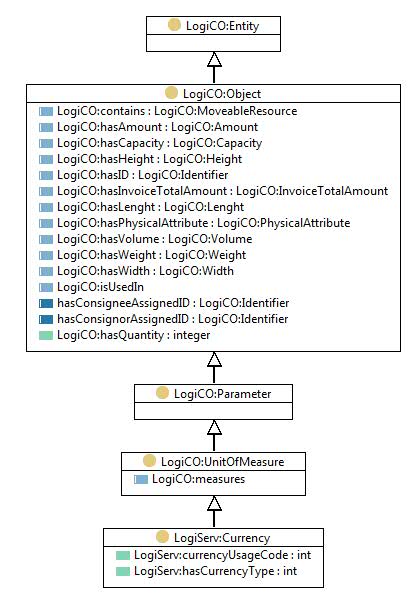 LogiCO:Entity
LogiCO:Object
LogiCO:contains : LogiCO:MoveableResource
LogiCO:hasAmount : LogiCO:Amount
LogiCO:hasCapacity : LogiCO:Capacity
LogiCO:hasHeight : LogiCO:Height
LogiCO:hasID : LogiCO:Identifier
LogiCO:hasInvoiceTotalAmount : LogiCO:InvoiceTotalAmount
LogiCO:hasLenght : LogiCO:Lenght
LogiCO:hasPhysicalAttribute : LogiCO:PhysicalAttribute
LogiCO:hasVolume : LogiCO:Volume
LogiCO:hasWeight : LogiCO:Weight
LogiCO:hasWidth : LogiCO:Width
LogiCO:isUsedIn
hasConsigneeAssignedID : LogiCO:Identifier
hasConsignorAssignedID : LogiCO:Identifier
LogiCO:hasQuantity : integer
LogiCO:Parameter
LogiCO:UnitOfMeasure
LogiCO:measures
LogiServ:Currency
LogiServ:currencyUsageCode : int
LogiServ:hasCurrencyType : int